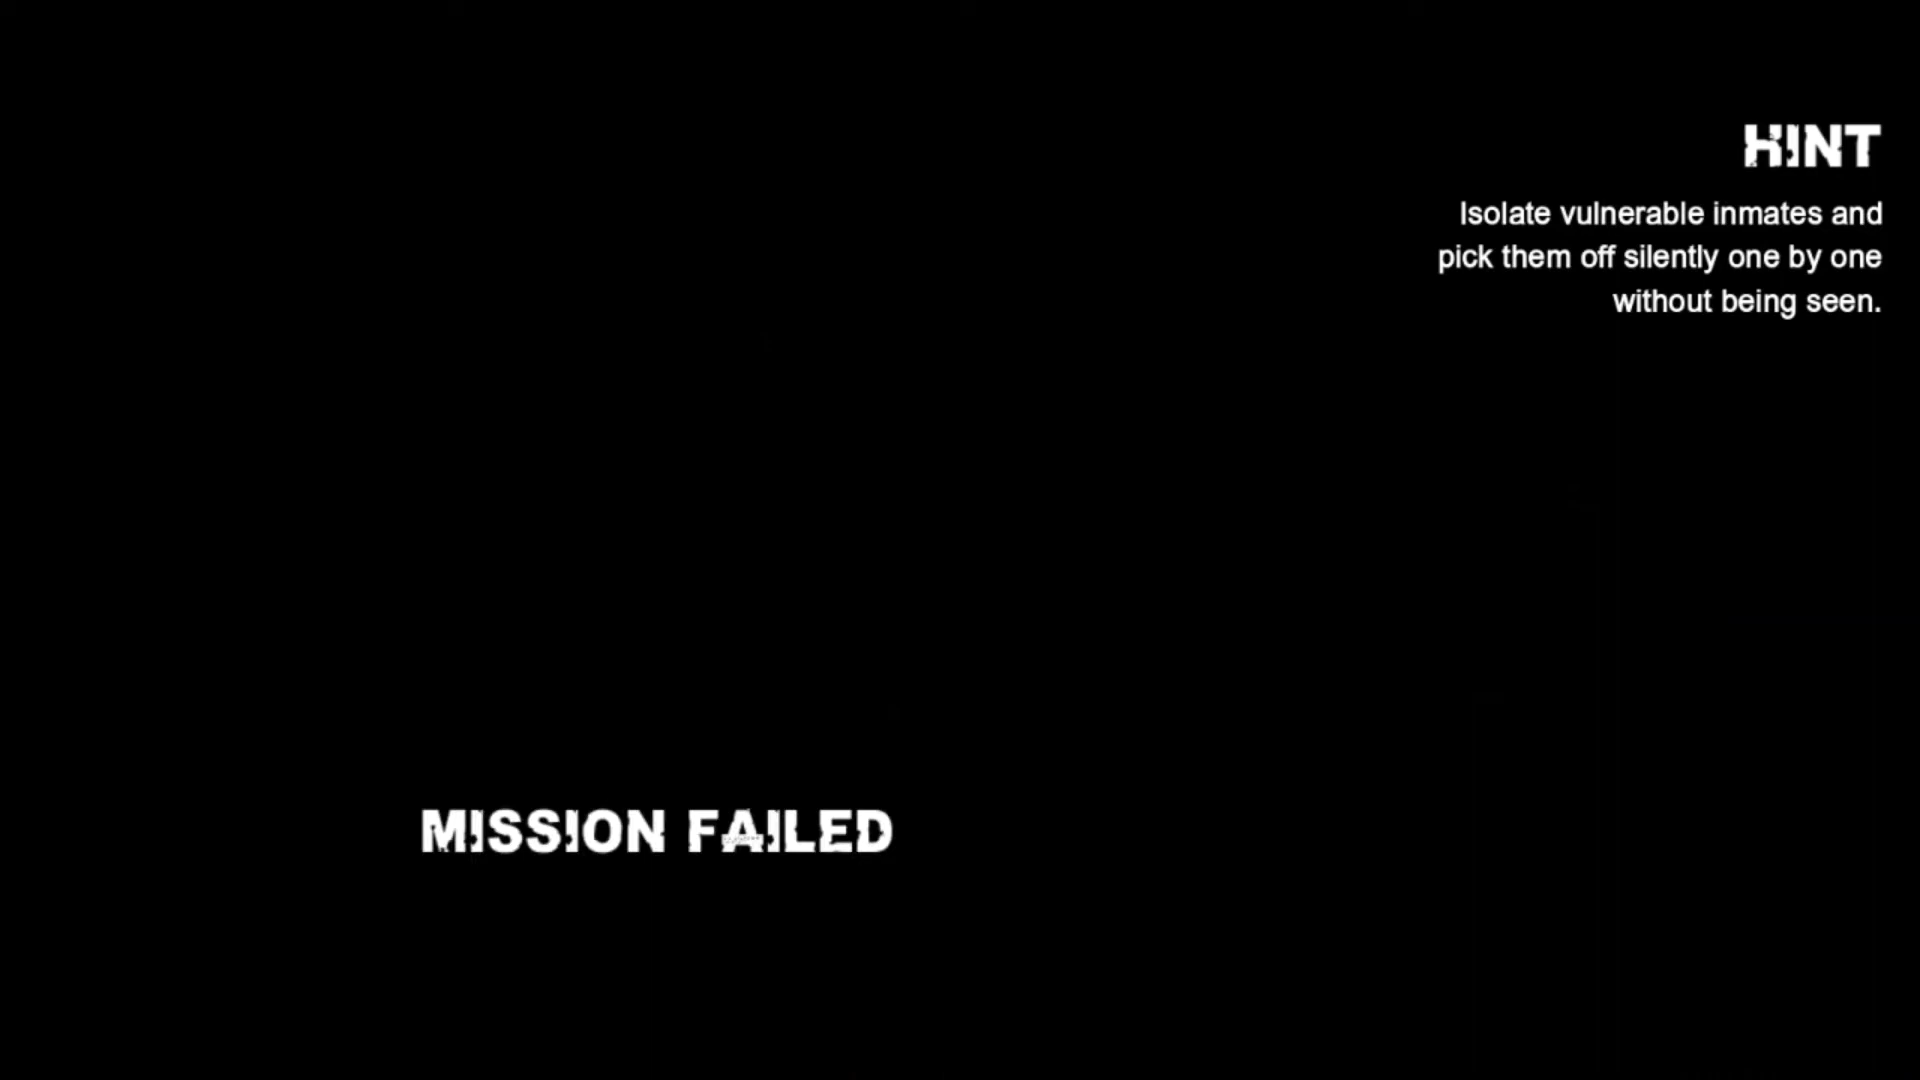 HINT
Isolate vulnerable inmates and
pick them off silently one by one
without being seen.
MISSION FAILED